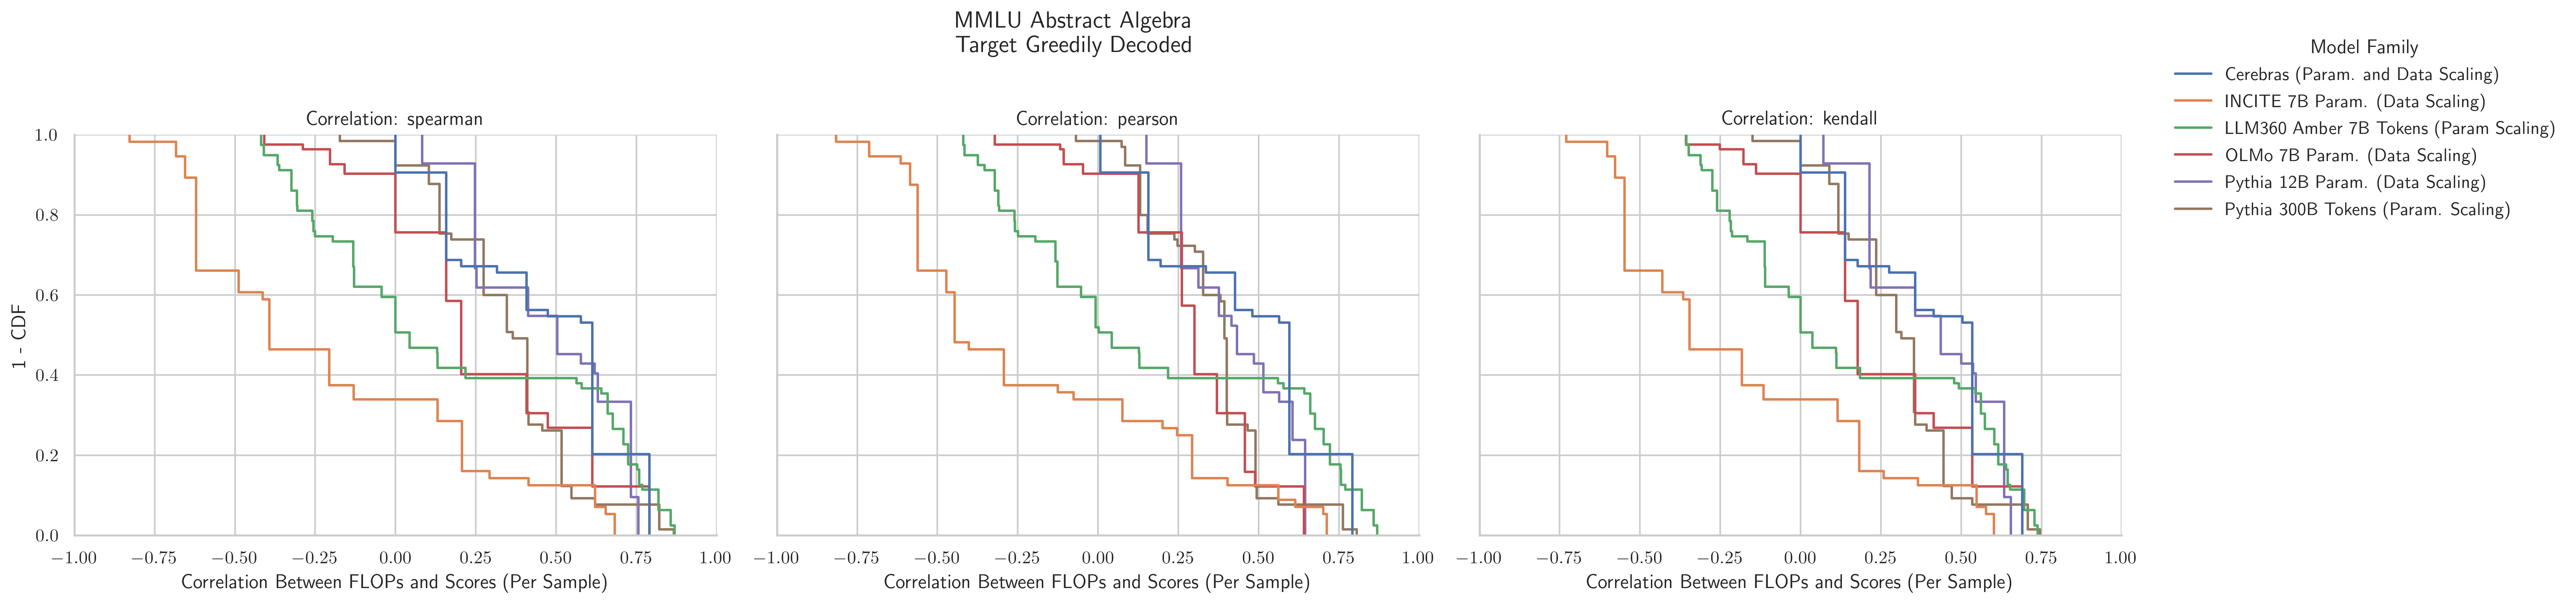 MMLU Abstract Algebra
Target Greedily Decoded
Model Family
Cerebras (Param. and Data Scaling)
INCITE 7B Param. (Data Scaling)
LLM360 Amber 7B Tokens (Param Scaling)
OLMo 7B Param. (Data Scaling)
Pythia 12B Param. (Data Scaling)
Pythia 300B Tokens (Param. Scaling)
Correlation: spearman
1 - CDF
1.0
0.8
0.6
0.4
0.2
0.0
−1.00 −0.75 −0.50 −0.25 0.00 0.25 0.50 0.75 1.00
Correlation Between FLOPs and Scores (Per Sample)
Correlation: pearson
−1.00 −0.75 −0.50 −0.25 0.00 0.25 0.50 0.75 1.00
Correlation Between FLOPs and Scores (Per Sample)
Correlation: kendall
−1.00 −0.75 −0.50 −0.25 0.00 0.25 0.50 0.75 1.00
Correlation Between FLOPs and Scores (Per Sample)